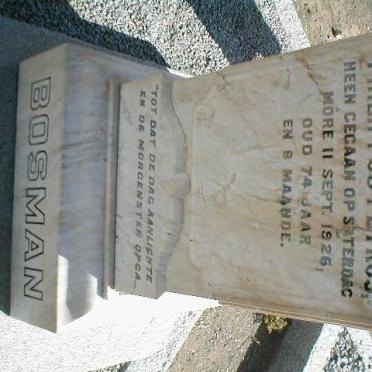 HEEN GEGAAN OP SATERDAG
MORE 11 SEPT. 1926,
OUD 74 JAAR
EN 8 MAANDE.
"TOT DAT DE DAG AANLICHTE
EN DE MORGENSTER OPGA„
BOSMAN